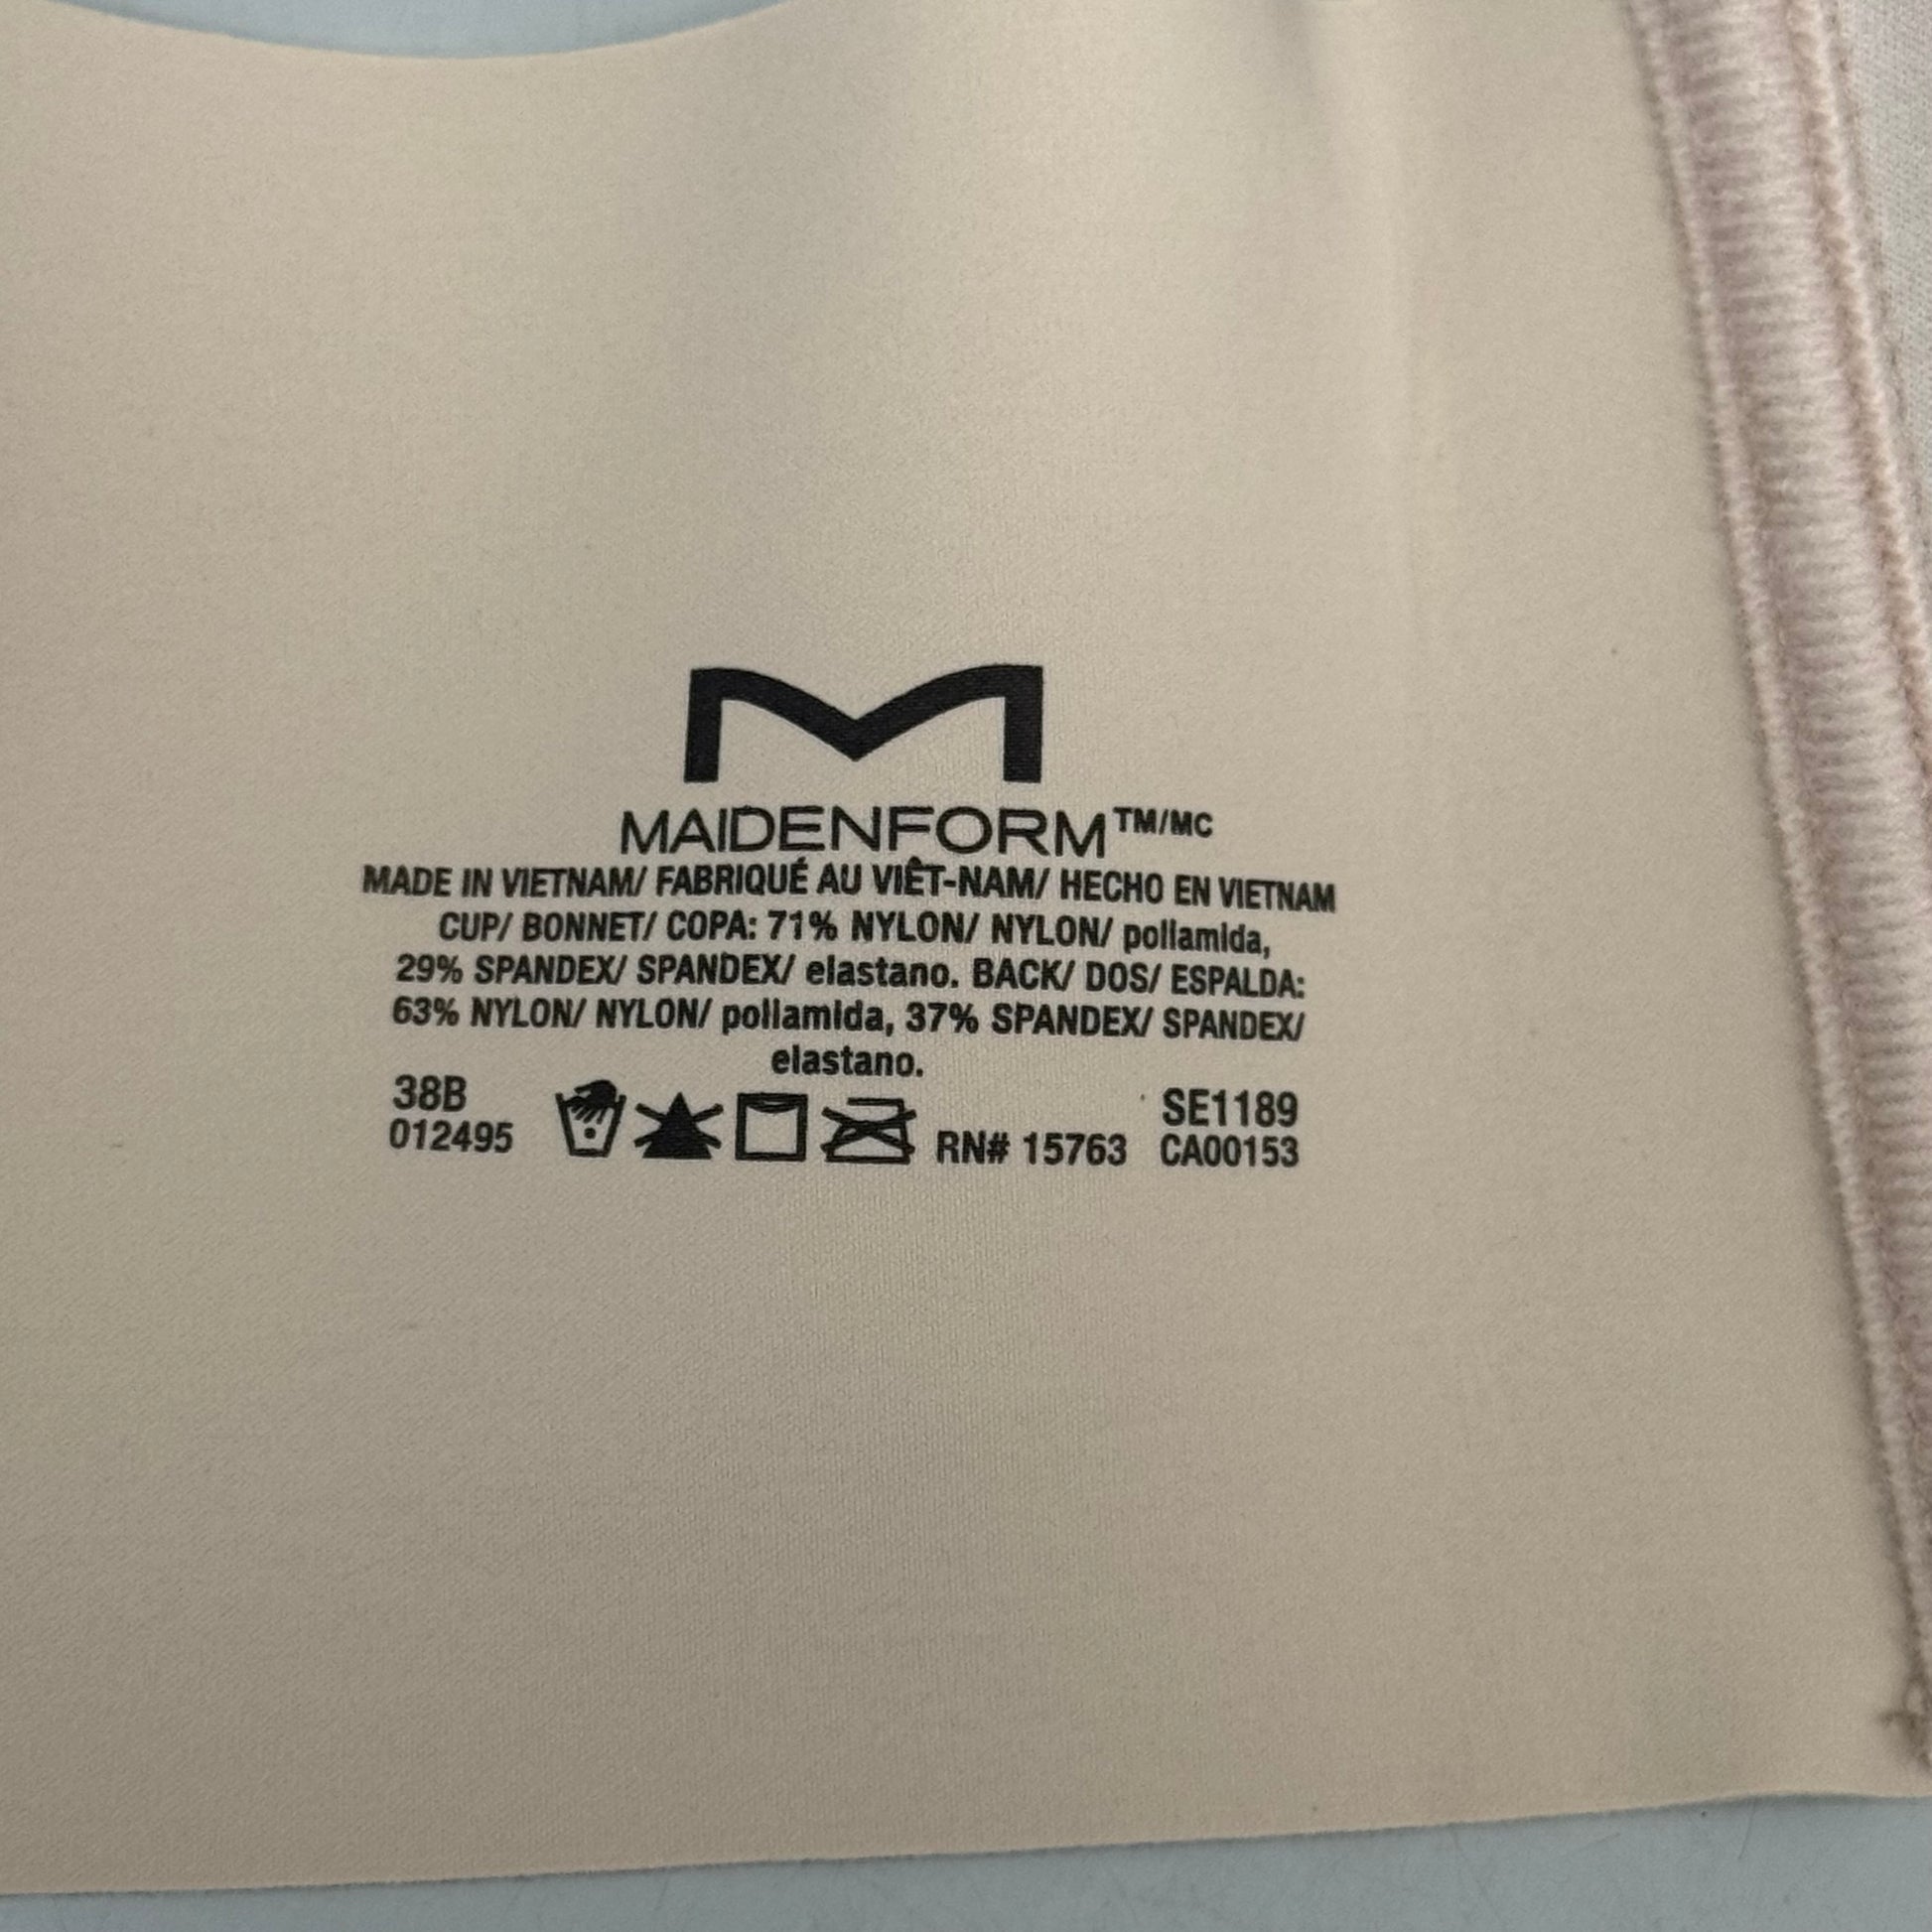 M
MAIDENFORM™/MC
MADE IN VIETNAM/ FABRIQUÉ AU VIÊT-NAM/ HECHO EN VIETNAM
CUP/ BONNET/ COPA: 71% NYLON/ NYLON/ poliamida,
29% SPANDEX/ SPANDEX/ elastano. BACK/ DOS/ ESPALDA:
63% NYLON/ NYLON/ poliamida, 37% SPANDEX/ SPANDEX/
elastano.
38B SE1189
012495 RN# 15763 CA00153